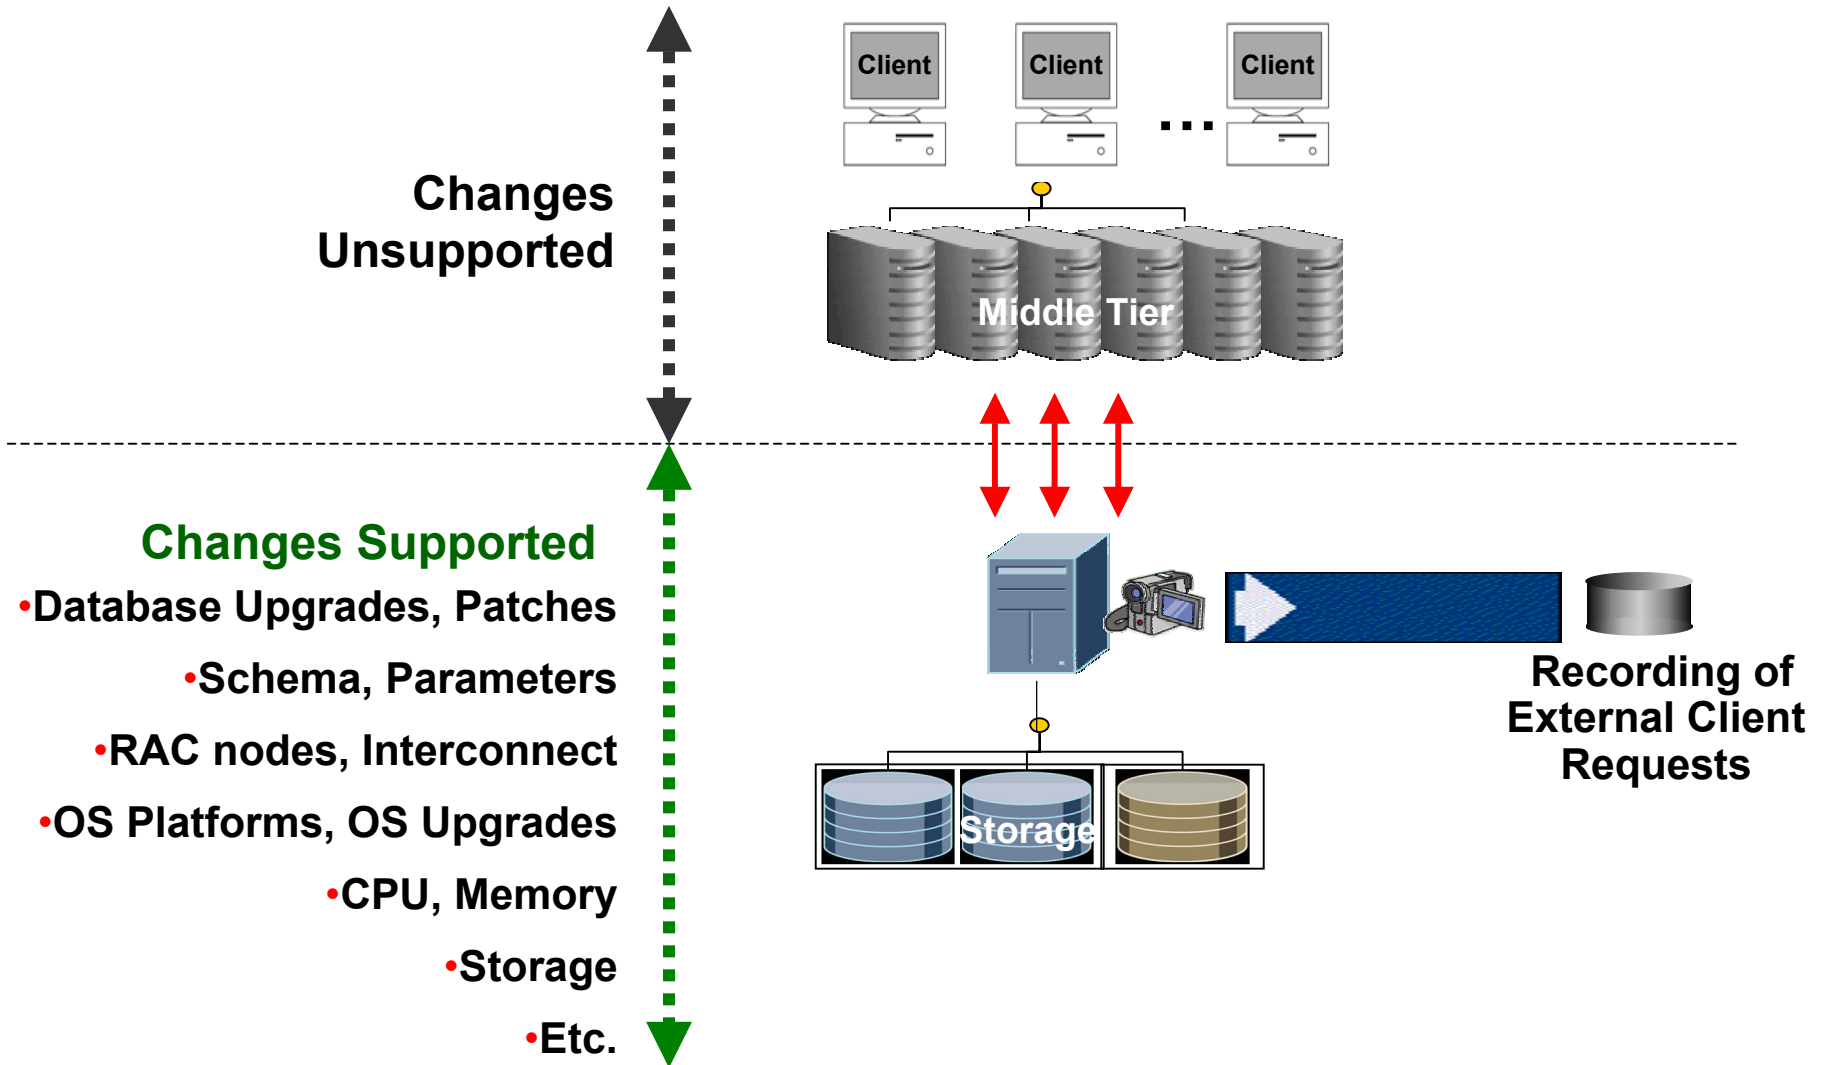 Client
Client
Client
...
Changes
Unsupported
Middle Tier
Changes Supported
•Database Upgrades, Patches
•Schema, Parameters
•RAC nodes, Interconnect
•OS Platforms, OS Upgrades
•CPU, Memory
•Storage
•Etc.
Recording of
External Client
Requests
Storage